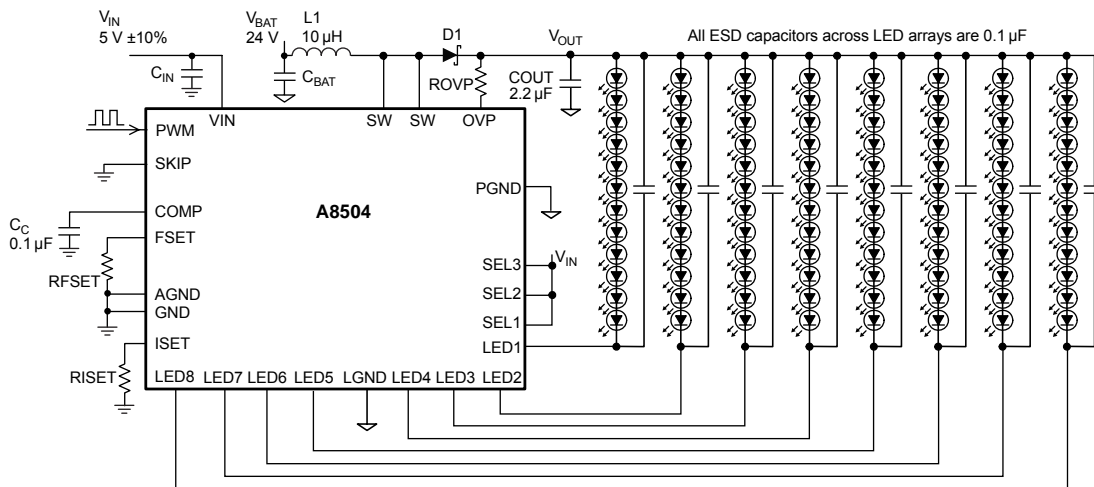 VIN
5 V ±10%
CIN
VBAT
24 V
L1
10 µH
CBAT
D1
ROVP
VOUT
COUT
2.2 µF
All ESD capacitors across LED arrays are 0.1 µF
VIN
SW
SW
OVP
PWM
SKIP
PGND
COMP
A8504
CC
0.1 µF
FSET
RFSET
VIN
SEL3
AGND
SEL2
GND
SEL1
ISET
LED1
RISET
LED8
LED7
LED6
LED5
LGND
LED4
LED3
LED2